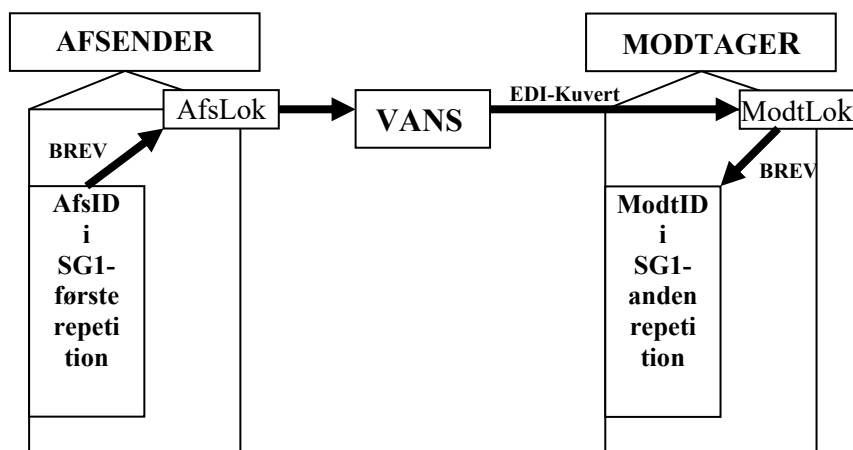 AFSENDER
MODTAGER
AfsLok
VANS
EDI-Kuvert
ModtLok
BREV
BREV
AfsID
i
SG1-
første
repeti
tion
ModtID
i
SG1-
anden
repeti
tion